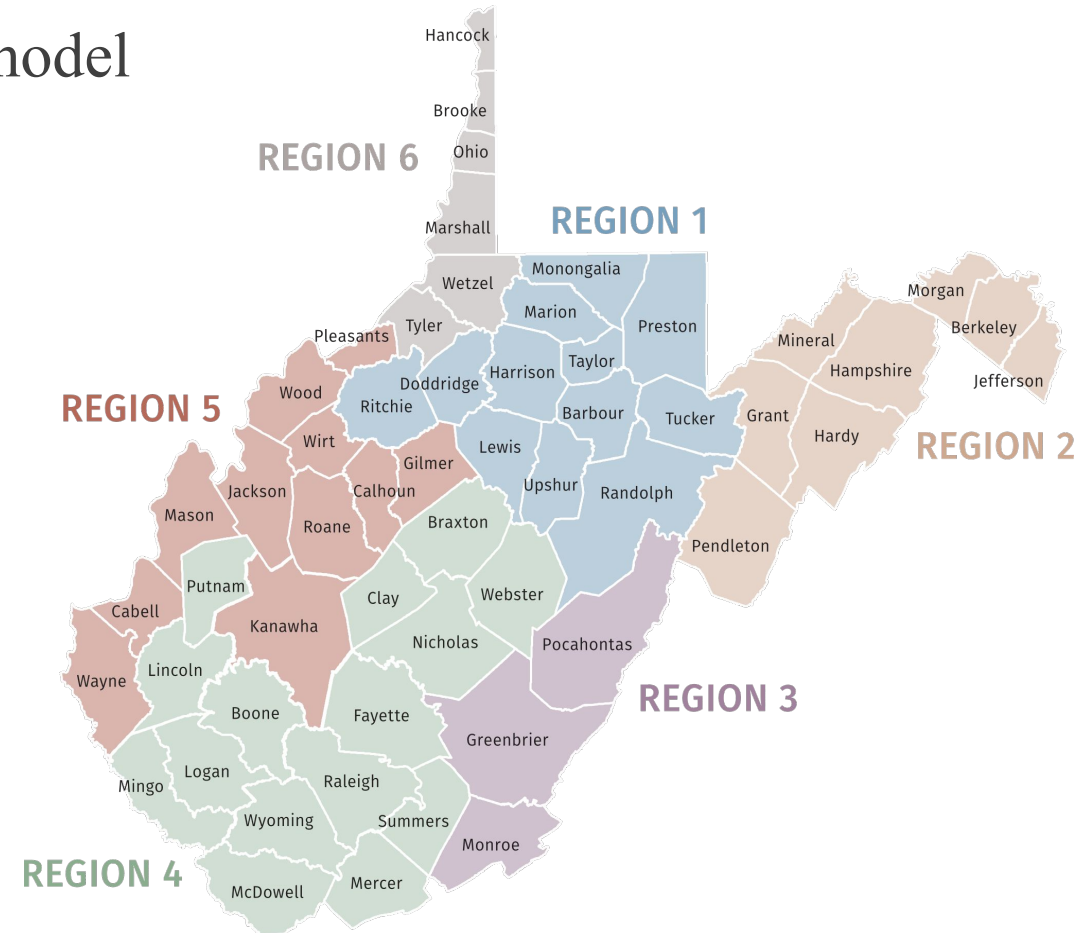 nodel
Hancock
Brooke
REGION 6
Ohio
Marshall
REGION 1
Wetzel
Monongalia
Morgan
Marion
Tyler
Preston
Berkeley
Pleasants
Mineral
Taylor
Hampshire
Harrison
Jefferson
Doddridge
Wood
REGION 5
Ritchie
Barbour
Tucker
Grant
Hardy
REGION 2
Wirt
Lewis
Gilmer
Upshur
Jackson
Calhoun
Randolph
Mason
Roane
Braxton
Pendleton
Putnam
Clay
Webster
Cabell
Kanawha
Nicholas
Pocahontas
Lincoln
Wayne
REGION 3
Boone
Fayette
Greenbrier
Logan
Mingo
Raleigh
Wyoming
Summers
Monroe
REGION 4
McDowell
Mercer